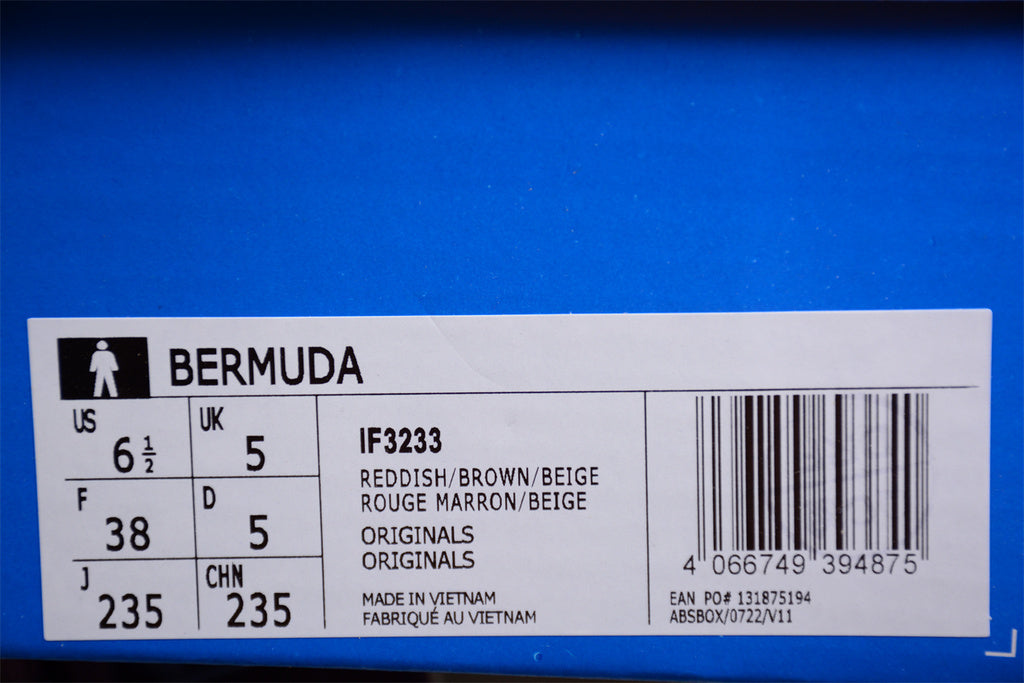 BERMUDA
US 6 1/2
UK 5
F 38
D 5
J 235
CHN 235
IF3233
REDDISH/BROWN/BEIGE
ROUGE MARRON/BEIGE
ORIGINALS
ORIGINALS
MADE IN VIETNAM
FABRIQUÉ AU VIETNAM
4 066749 394875
EAN PO# 131875194
ABSBOX/0722/V11